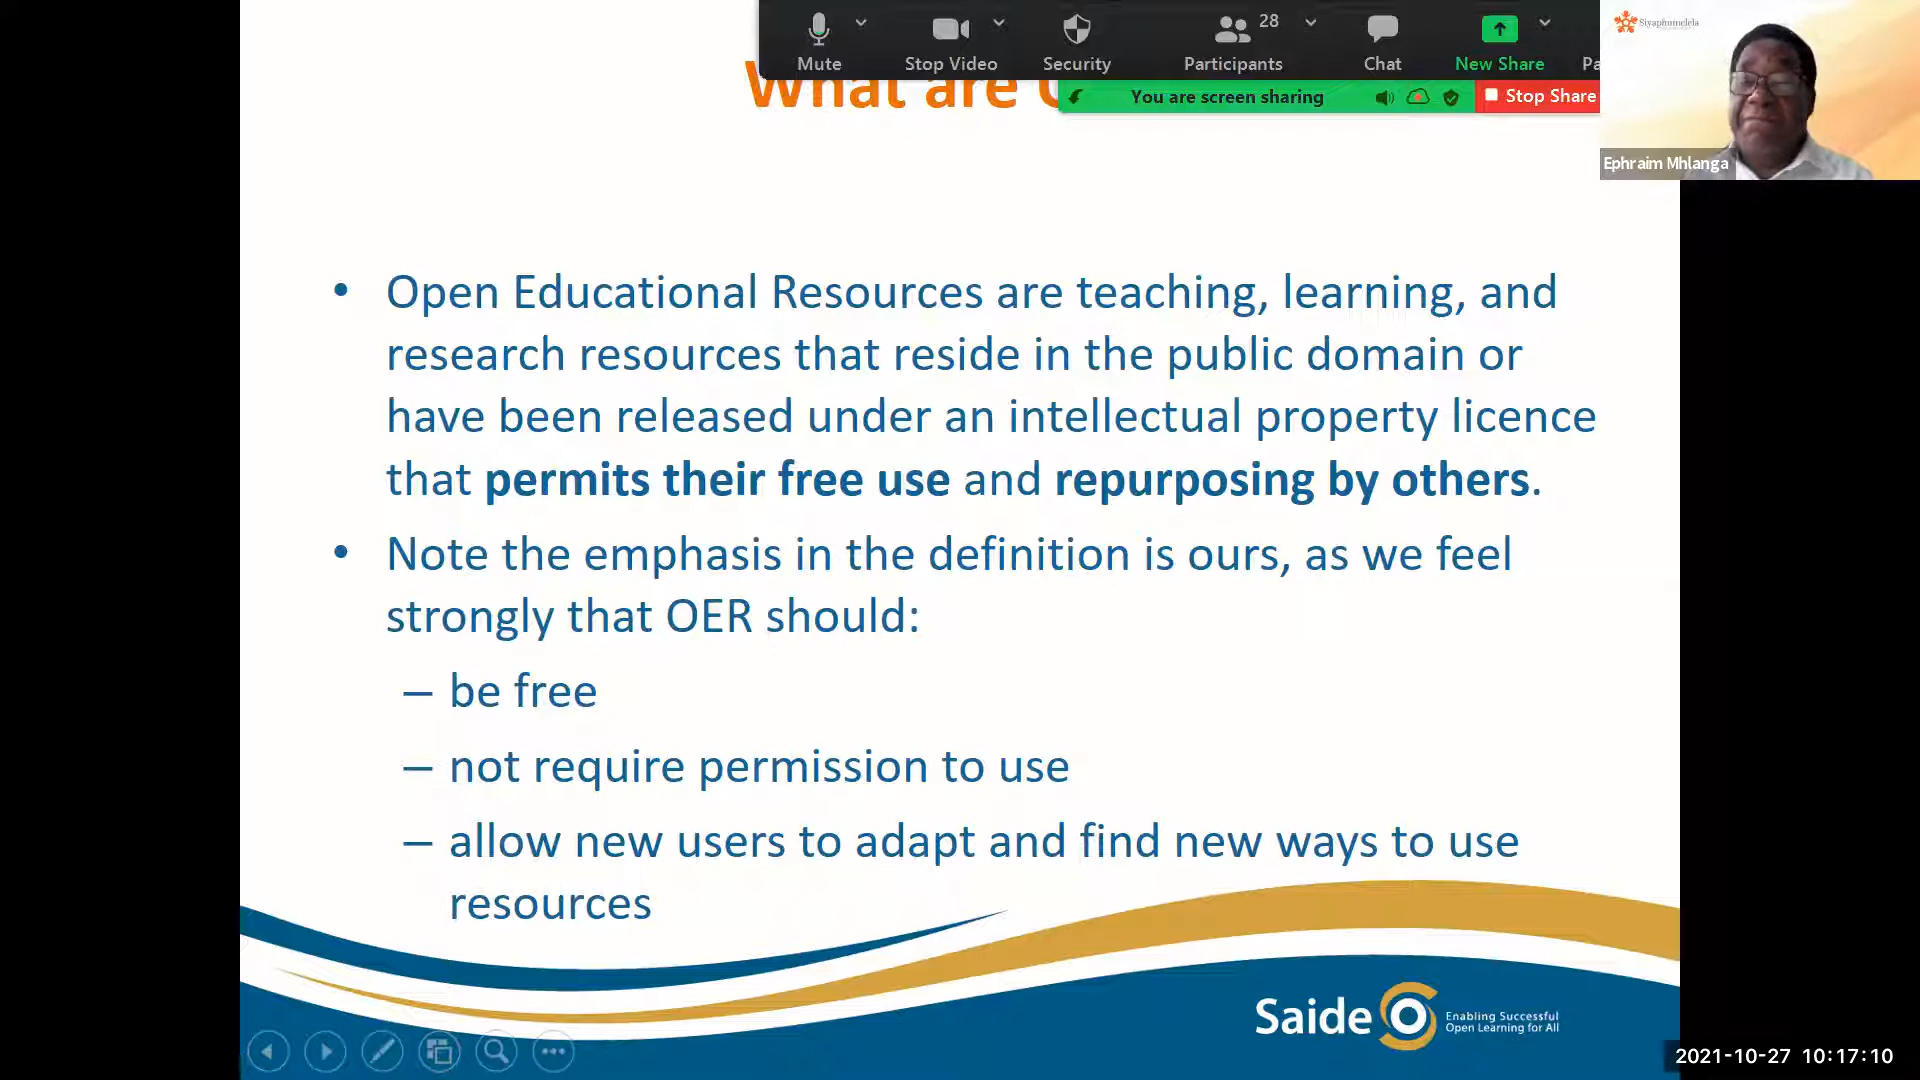 Mute
Stop Video
Security
28
Participants
Chat
New Share
You are screen sharing
Stop Share
Siyaphumelela
Ephraim Mhlanga
What are
• Open Educational Resources are teaching, learning, and
research resources that reside in the public domain or
have been released under an intellectual property licence
that permits their free use and repurposing by others.
• Note the emphasis in the definition is ours, as we feel
strongly that OER should:
– be free
– not require permission to use
– allow new users to adapt and find new ways to use
resources
Saide
Enabling Successful
Open Learning for All
2021-10-27 10:17:10